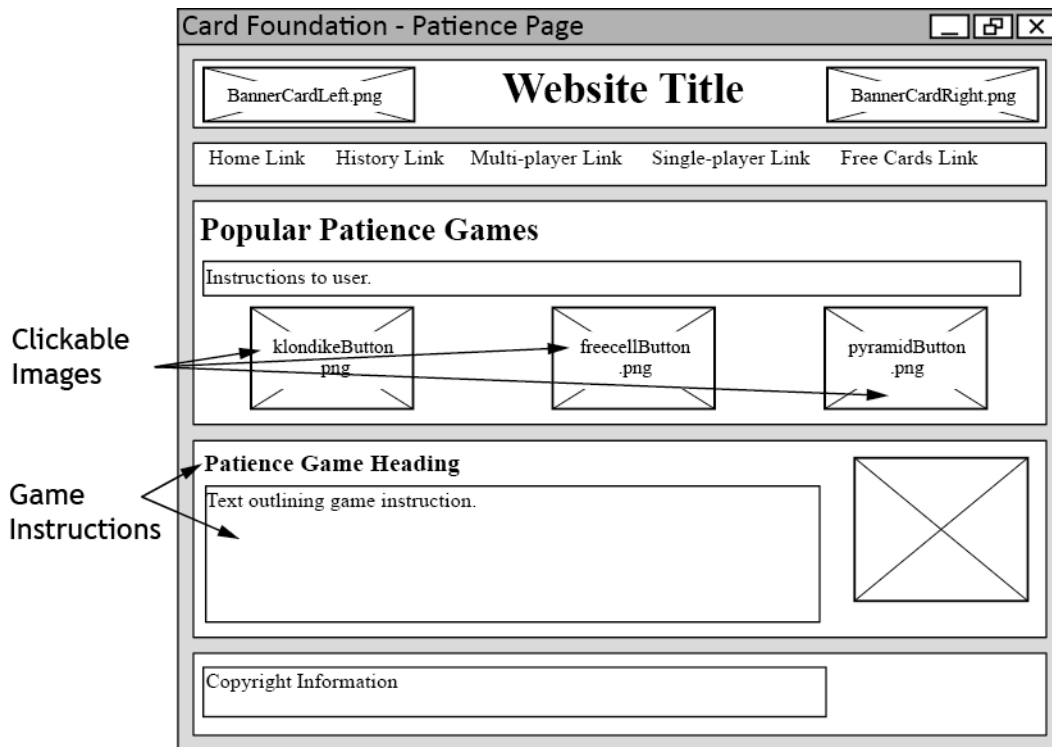 Card Foundation - Patience Page
BannerCardLeft.png
Website Title
BannerCardRight.png
Home Link History Link Multi-player Link Single-player Link Free Cards Link
Popular Patience Games
Instructions to user.
Clickable
Images
klondikeButton
.png
freecellButton
.png
pyramidButton
.png
Game
Instructions
Patience Game Heading
Text outlining game instruction.
Copyright Information